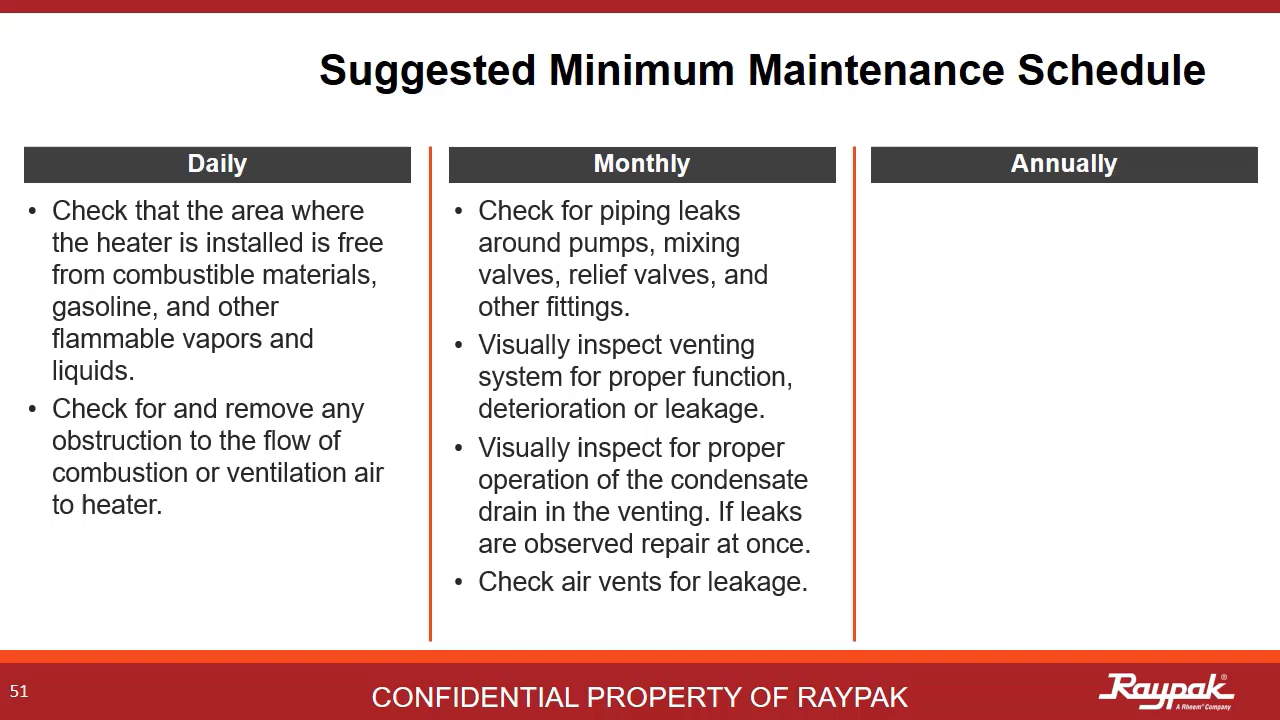 Suggested Minimum Maintenance Schedule
Daily
• Check that the area where
the heater is installed is free
from combustible materials,
gasoline, and other
flammable vapors and
liquids.
• Check for and remove any
obstruction to the flow of
combustion or ventilation air
to heater.
Monthly
• Check for piping leaks
around pumps, mixing
valves, relief valves, and
other fittings.
• Visually inspect venting
system for proper function,
deterioration or leakage.
• Visually inspect for proper
operation of the condensate
drain in the venting. If leaks
are observed repair at once.
• Check air vents for leakage.
Annually
51
CONFIDENTIAL PROPERTY OF RAYPAK
Raypak®
A Rheem® Company